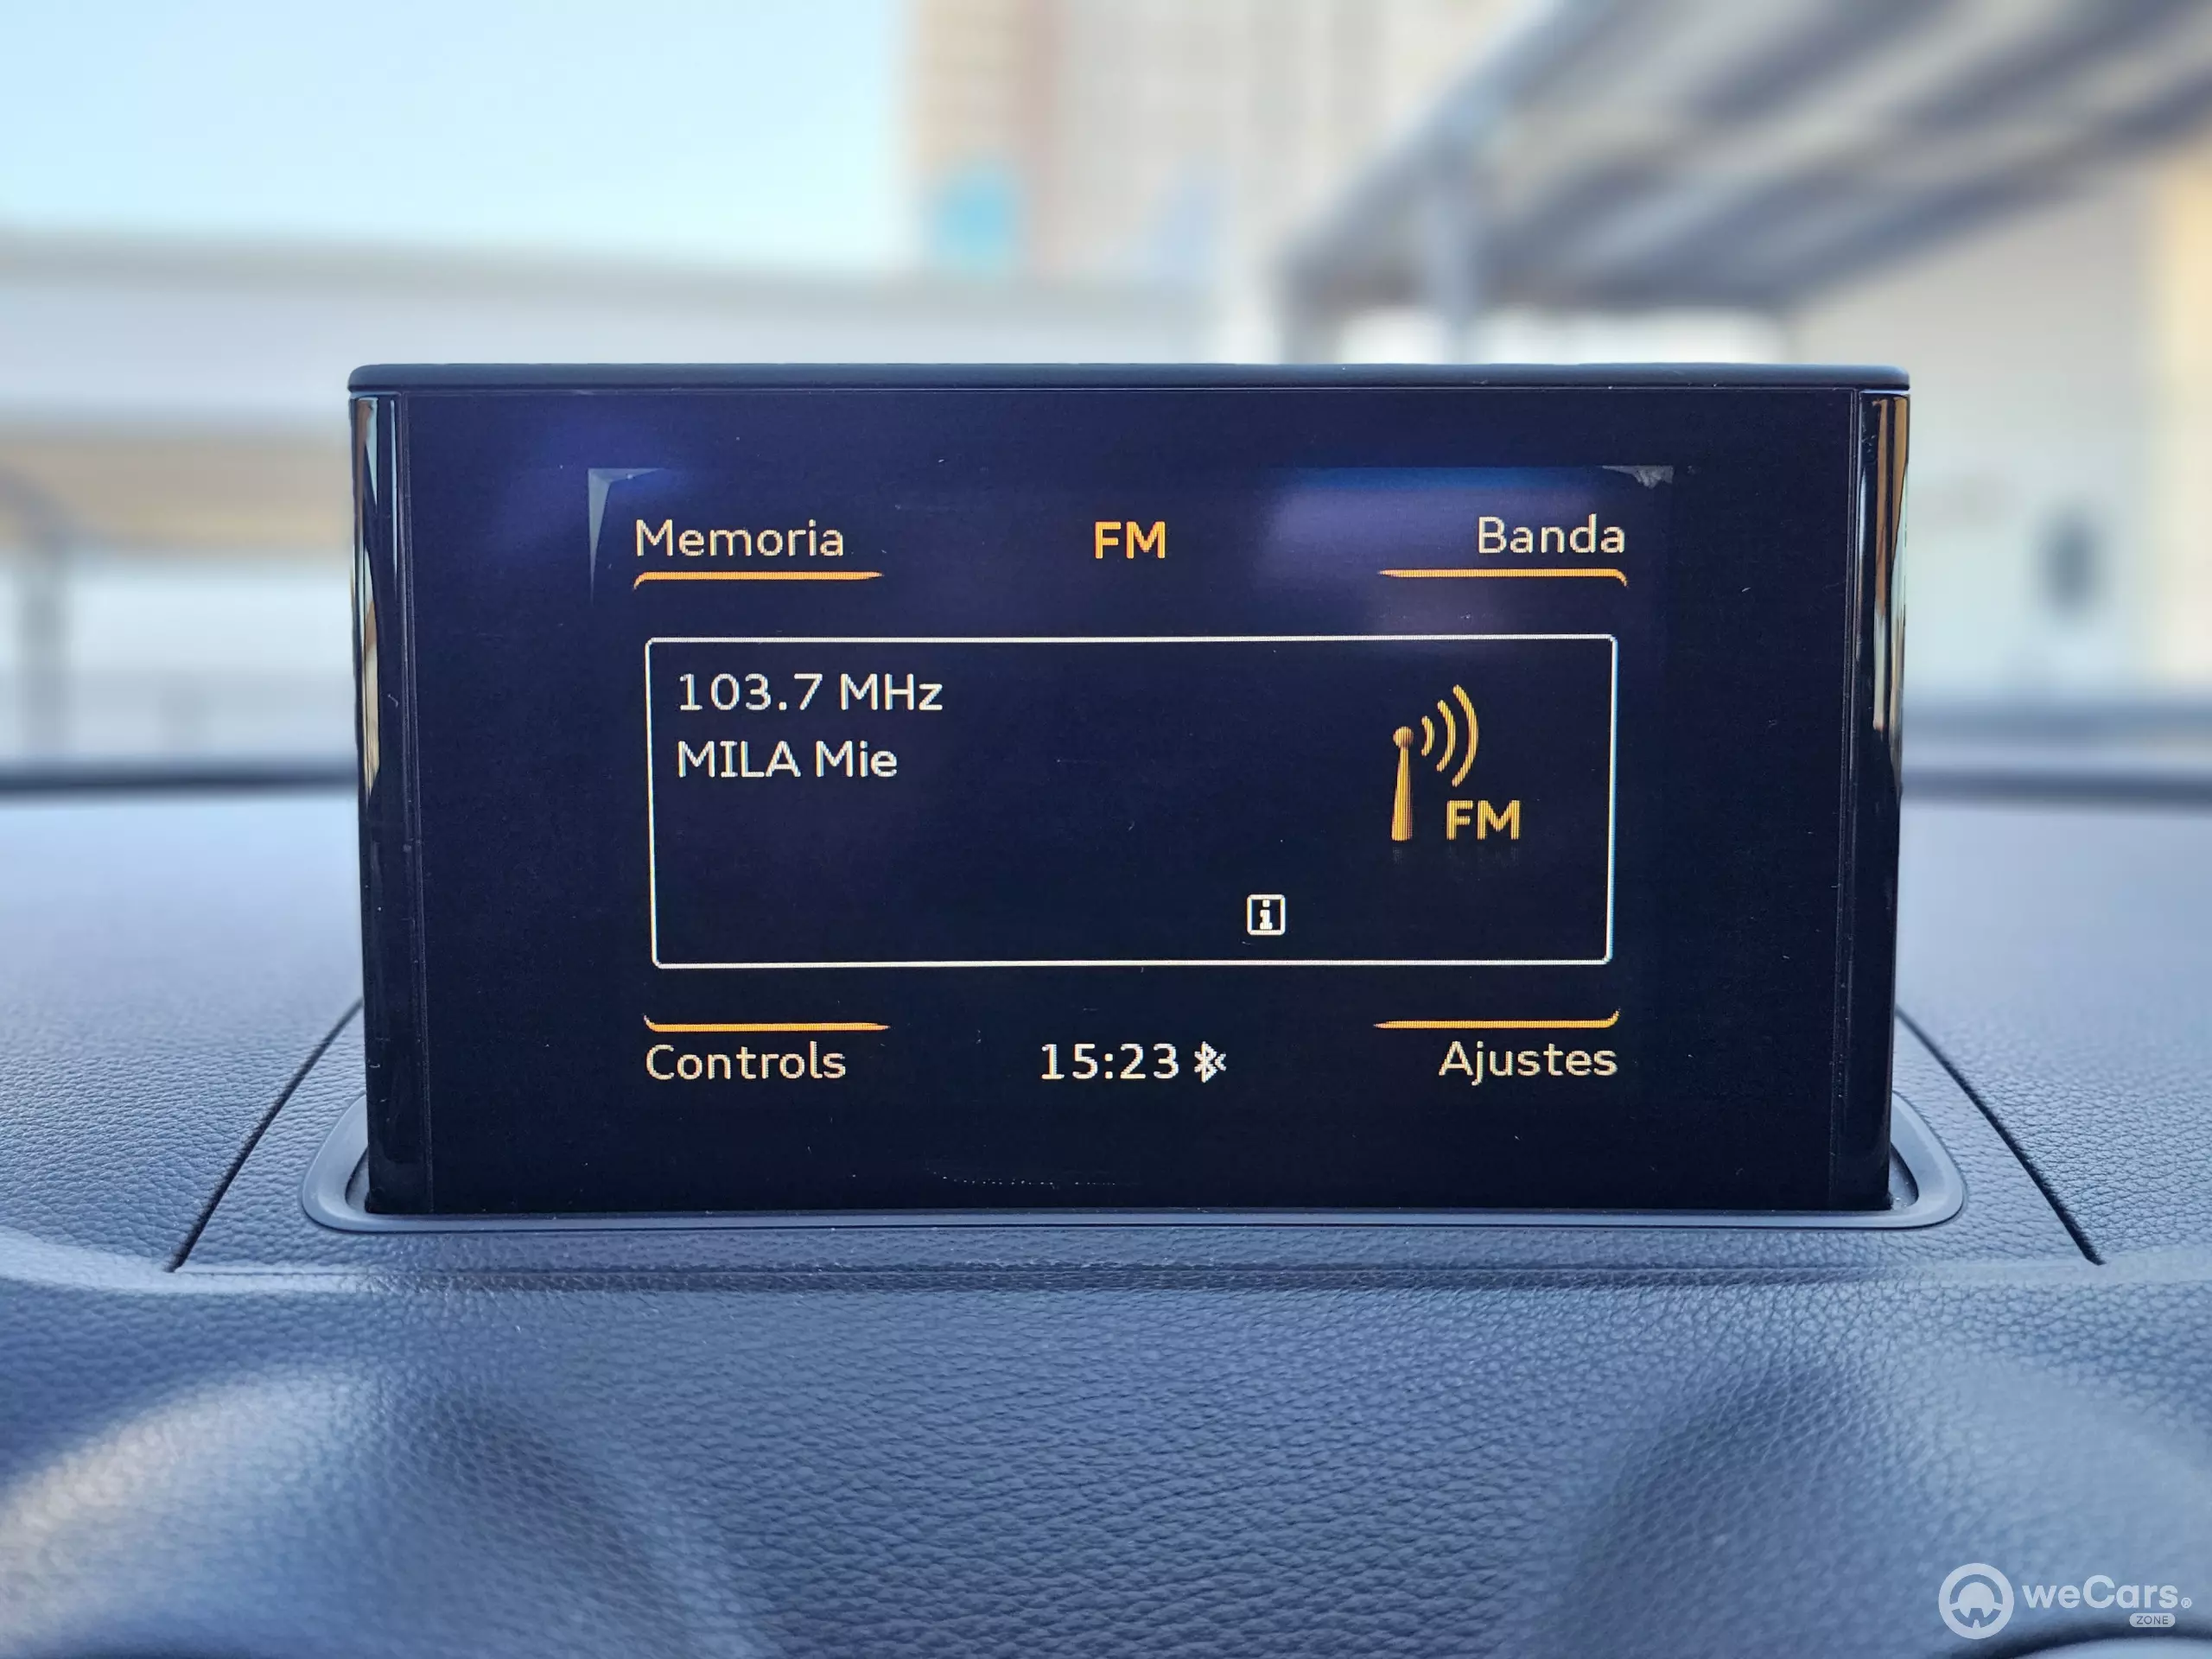 Memoria
FM
Banda
103.7 MHz
MILA Mie
FM
i
Controls
15:23
Ajustes
weCars®
ZONE